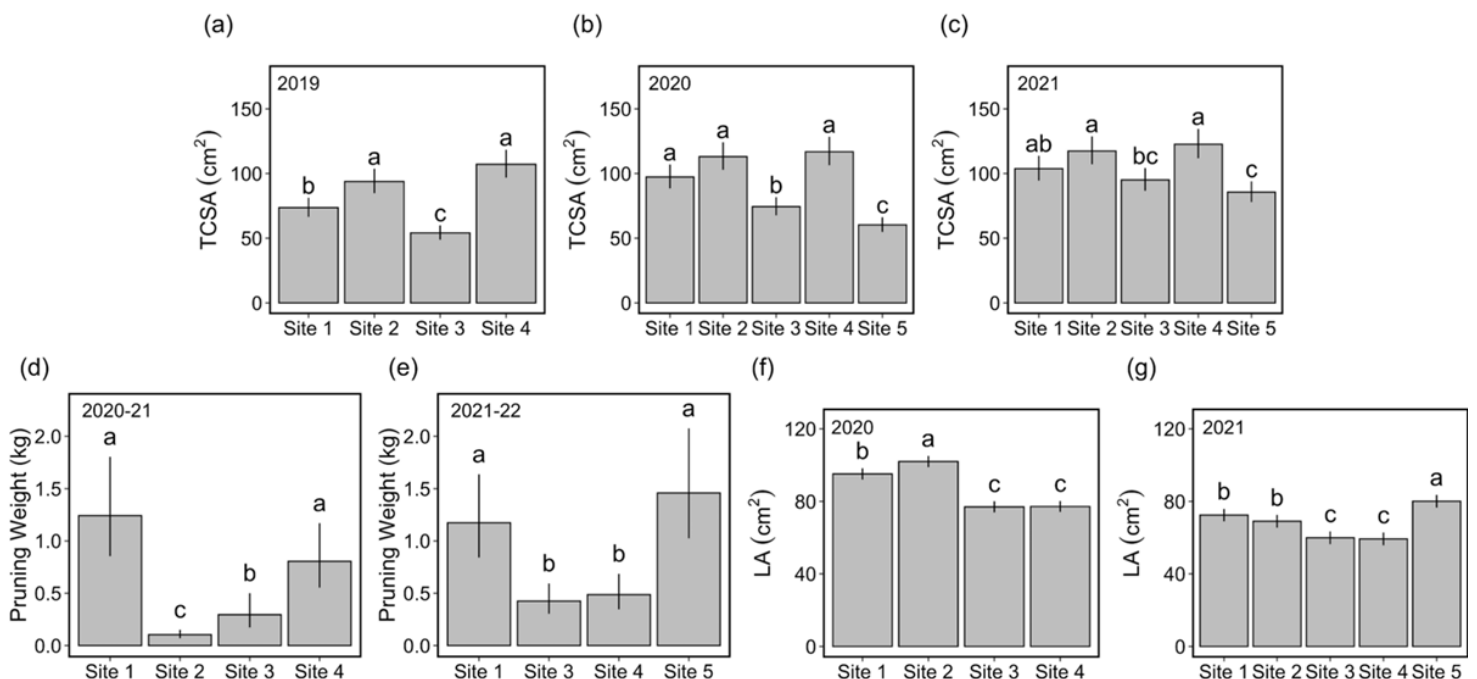 (a)
2019
TCSA (cm²)
150
100
50
0
b
a
c
a
Site 1 Site 2 Site 3 Site 4
(b)
2020
TCSA (cm²)
150
100
50
0
a
a
b
a
c
Site 1 Site 2 Site 3 Site 4 Site 5
(c)
2021
TCSA (cm²)
150
100
50
0
ab
a
bc
a
c
Site 1 Site 2 Site 3 Site 4 Site 5
(d)
2020-21
Pruning Weight (kg)
2.0
1.5
1.0
0.5
0.0
a
c
b
a
Site 1 Site 2 Site 3 Site 4
(e)
2021-22
Pruning Weight (kg)
2.0
1.5
1.0
0.5
0.0
a
b
b
a
Site 1 Site 3 Site 4 Site 5
(f)
2020
LA (cm²)
120
80
40
0
b
a
c
c
Site 1 Site 2 Site 3 Site 4
(g)
2021
LA (cm²)
120
80
40
0
b
b
c
c
a
Site 1 Site 2 Site 3 Site 4 Site 5